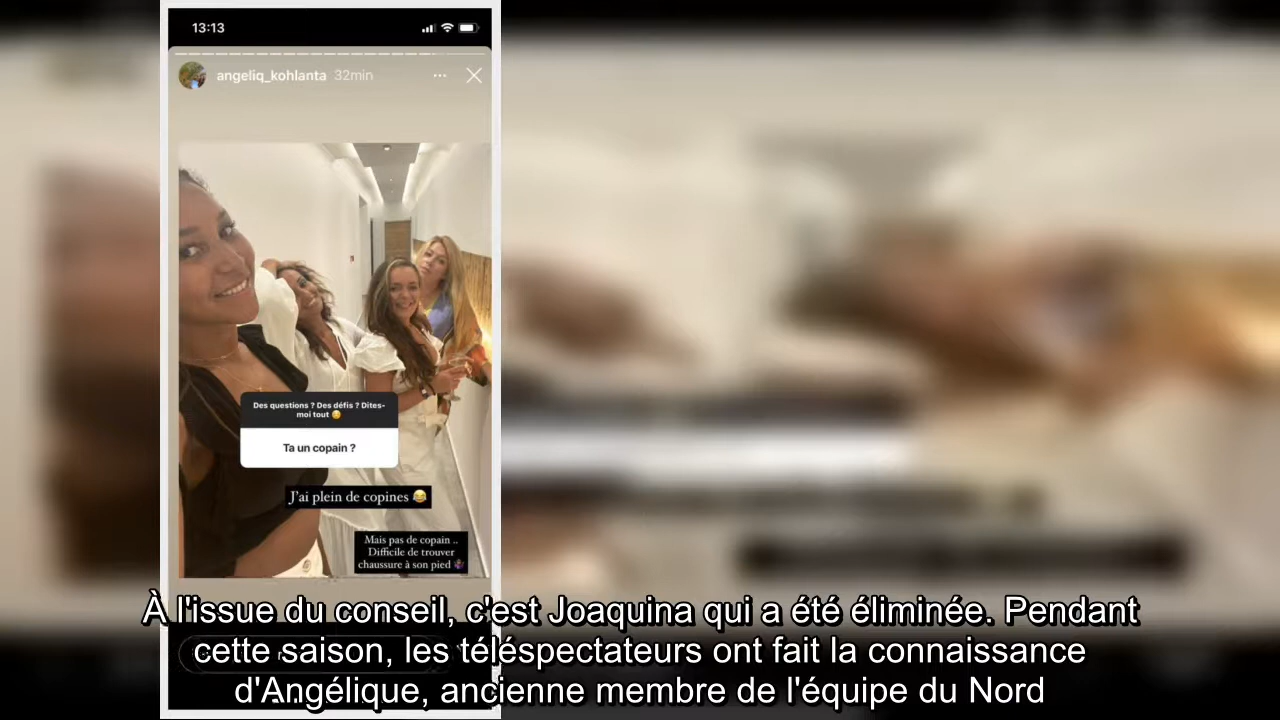 13:13
angeliq_kohlanta 32min
Des questions ? Des défis ? Dites-
moi tout 😊
Ta un copain ?
J'ai plein de copines 😂
Mais pas de copain ..
Difficile de trouver
chaussure à son pied 🤷🏾‍♀️
À l'issue du conseil, c'est Joaquina qui a été éliminée. Pendant
cette saison, les téléspectateurs ont fait la connaissance
d'Angélique, ancienne membre de l'équipe du Nord